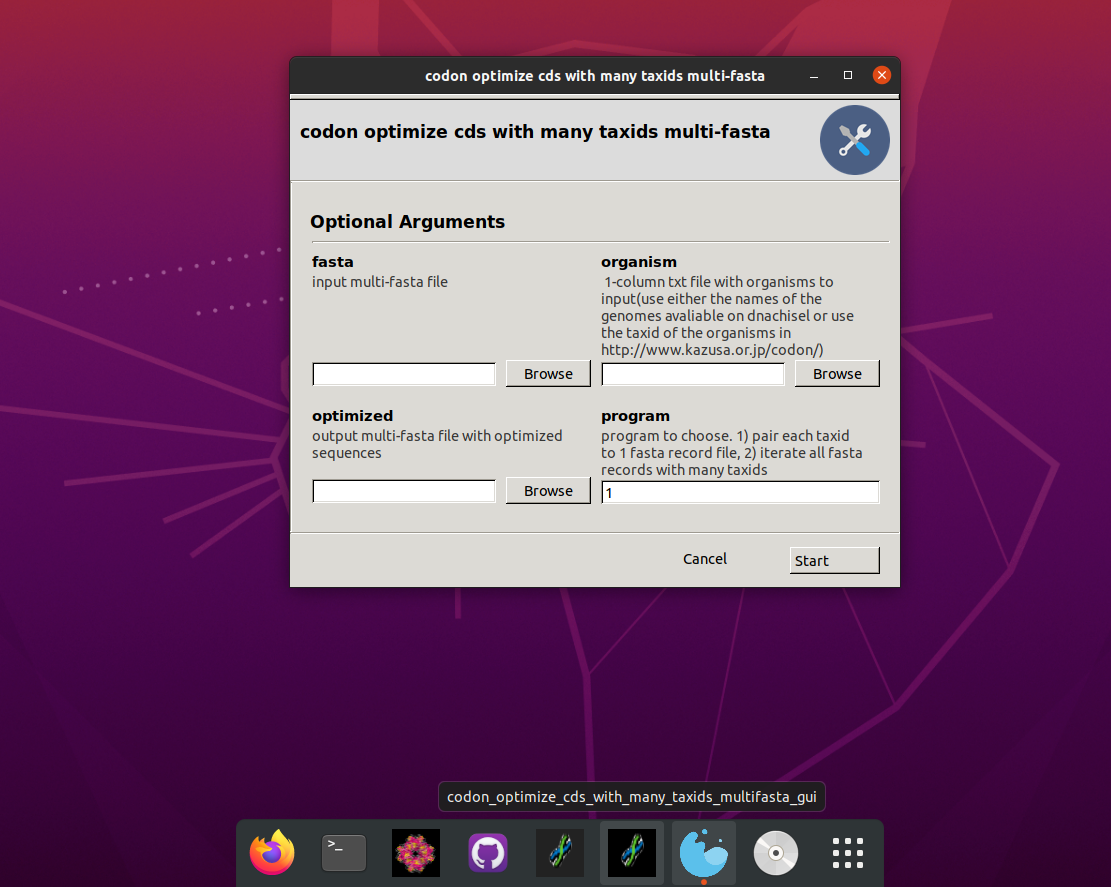 codon optimize cds with many taxids multi-fasta
codon optimize cds with many taxids multi-fasta
Optional Arguments
fasta
input multi-fasta file
organism
1-column txt file with organisms to
input(use either the names of the
genomes avaliable on dnachisel or use
the taxid of the organisms in
http://www.kazusa.or.jp/codon/)
Browse
Browse
optimized
output multi-fasta file with optimized
sequences
program
program to choose. 1) pair each taxid
to 1 fasta record file, 2) iterate all fasta
records with many taxids
Browse
1
Cancel
Start
codon_optimize_cds_with_many_taxids_multifasta_gui
>_